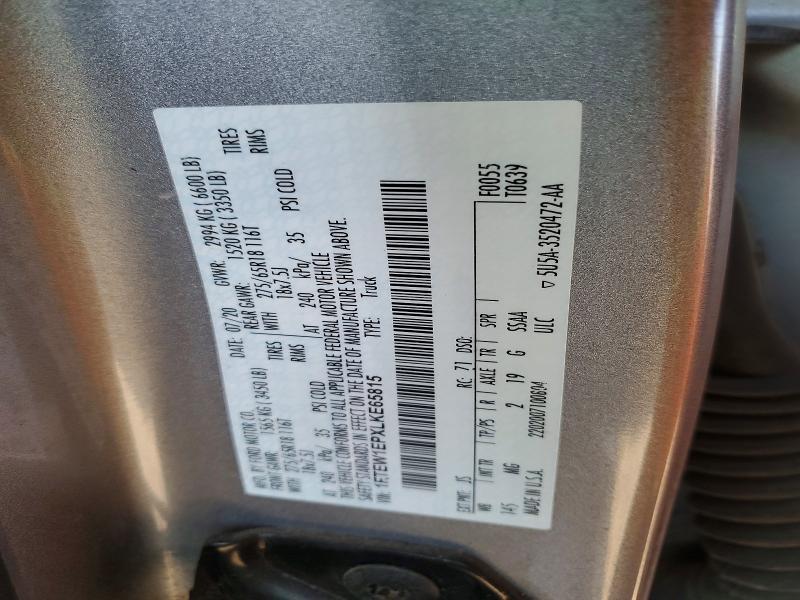 MFG. BY FORD MOTOR CO. DATE: 07/20 GVWR: 2994 KG ( 6600 LB)
FRONT GAWR: 1565 KG ( 3450 LB) REAR GAWR: 1520 KG ( 3350 LB)
WITH 275/65R18 116T TIRES WITH 275/65R18 116T TIRES
18x7.5J RIMS 18x7.5J RIMS
AT 240 kPa/ 35 PSI COLD AT 240 kPa/ 35 PSI COLD
THIS VEHICLE CONFORMS TO ALL APPLICABLE FEDERAL MOTOR VEHICLE
SAFETY STANDARDS IN EFFECT ON THE DATE OF MANUFACTURE SHOWN ABOVE.
VIN: 1FTEW1EPXLKE65815 TYPE: Truck
EXT PNT: JS RC: 71 DSO: F0055
WB INT TR TP/PS R AXLE TR SPR T0639
145 MG 2 19 G SSAA
MADE IN U.S.A. 22020071006 ULC ▽ 5U5A-3520472-AA